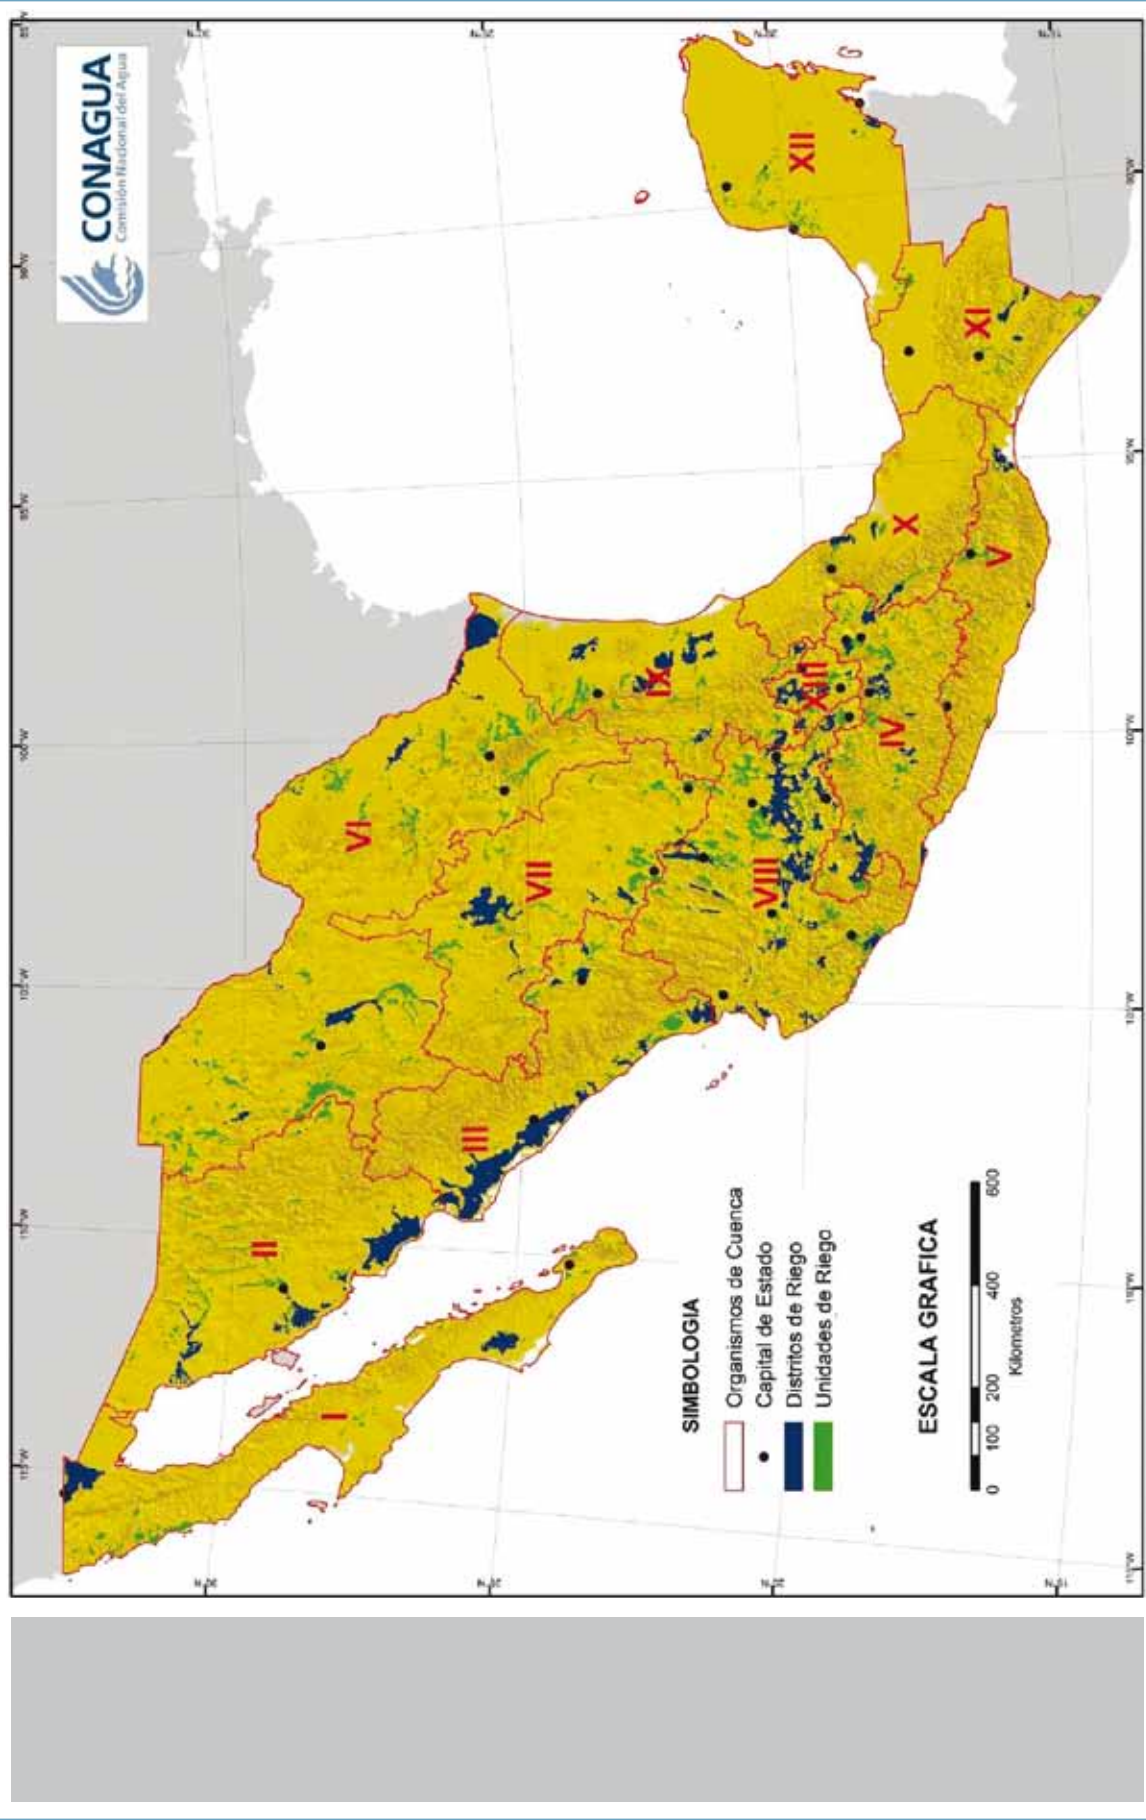 CONAGUA
Comisión Nacional del Agua
I
II
III
IV
V
VI
VII
VIII
IX
X
XI
XII
XIII
SIMBOLOGIA
Organismos de Cuenca
Capital de Estado
Distritos de Riego
Unidades de Riego
ESCALA GRAFICA
0 100 200 400 600
Kilometros
105°W